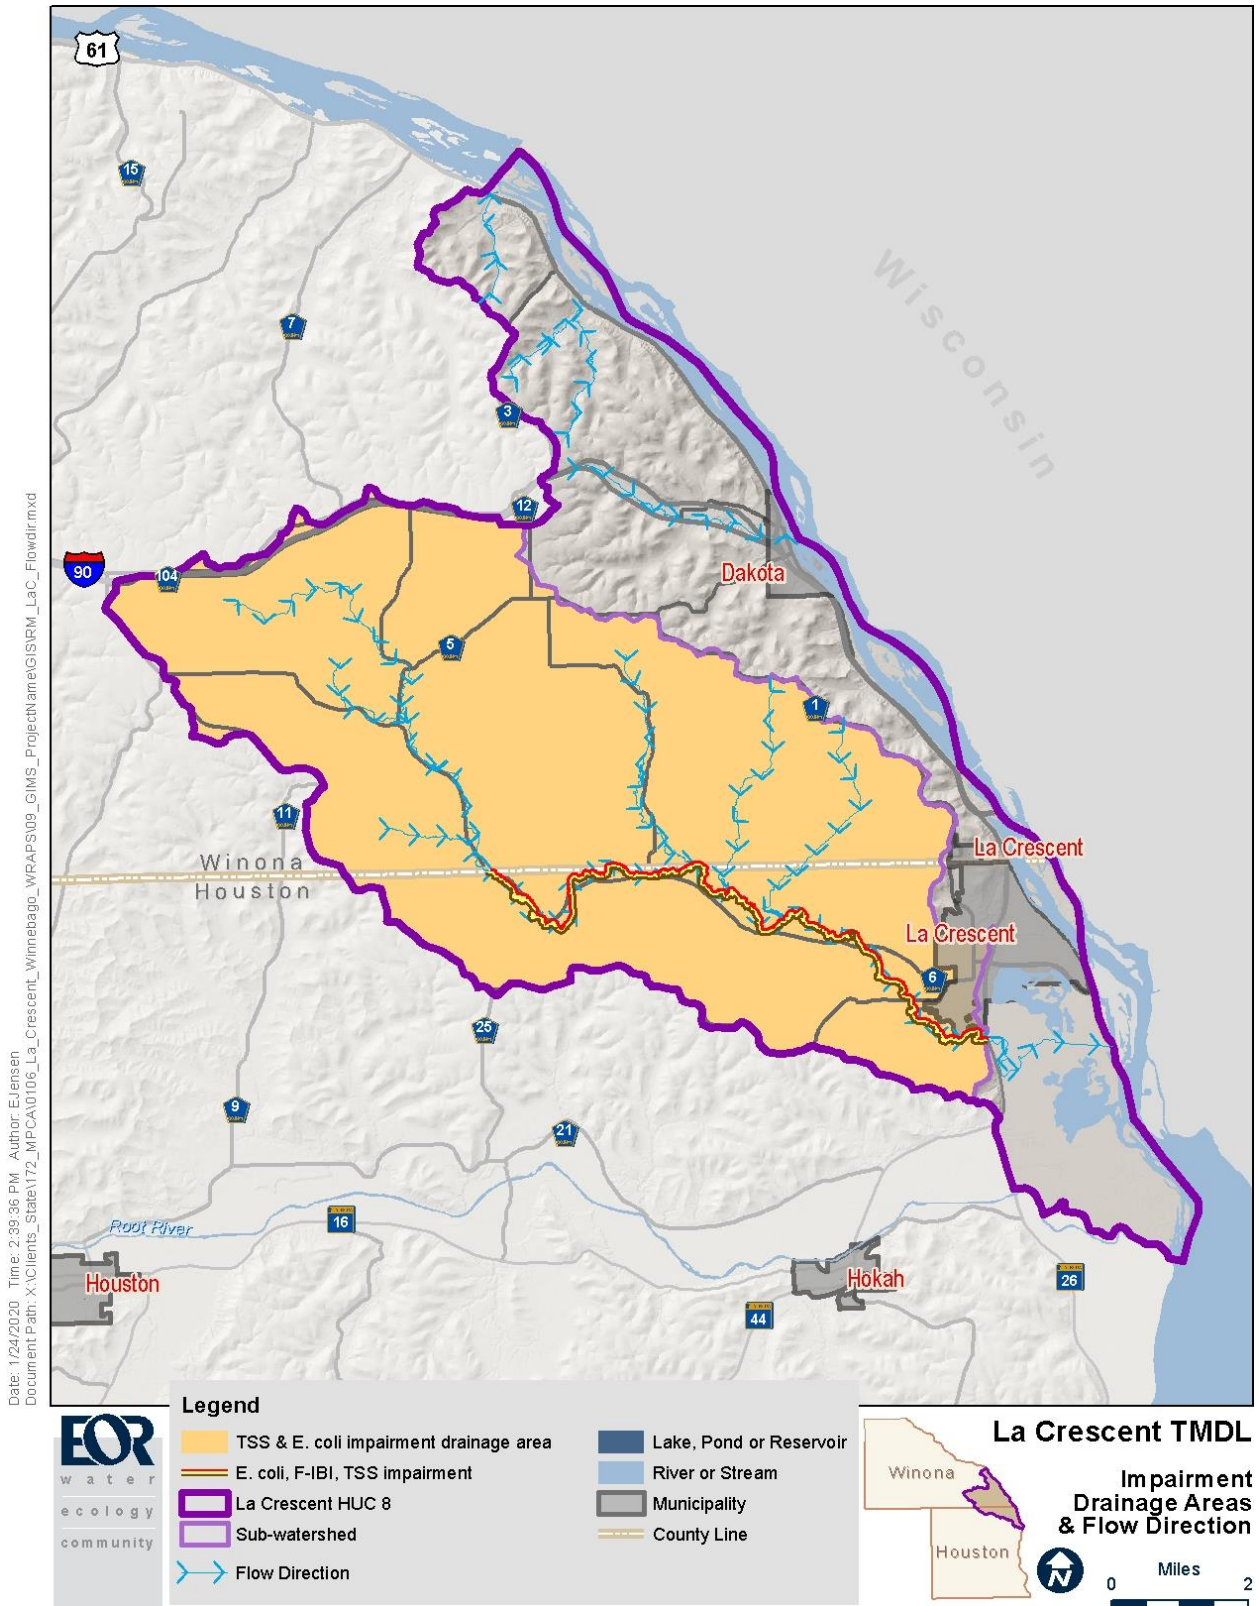 61
15
7
3
12
90
104
5
1
11
6
25
9
21
16
26
44
Wisconsin
Dakota
Winona
Houston
La Crescent
La Crescent
Root River
Houston
Hokah
Date: 1/24/2020 Time: 2:39:36 PM Author: EJensen
Document Path: X:\Clients_State\172_MPCA\0106_La_Crescent_Winnebago_WRAPS\09_GIMS_ProjectName\GIS\RM_LaC_Flowdir.mxd
EOR
water
ecology
community
Legend
TSS & E. coli impairment drainage area
E. coli, F-IBI, TSS impairment
La Crescent HUC 8
Sub-watershed
Flow Direction
Lake, Pond or Reservoir
River or Stream
Municipality
County Line
Winona
Houston
La Crescent TMDL
Impairment
Drainage Areas
& Flow Direction
N
Miles
0 2